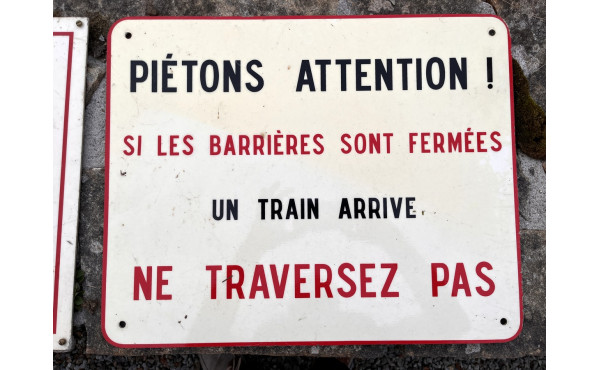 PIÉTONS ATTENTION !
SI LES BARRIÈRES SONT FERMÉES
UN TRAIN ARRIVE
NE TRAVERSEZ PAS